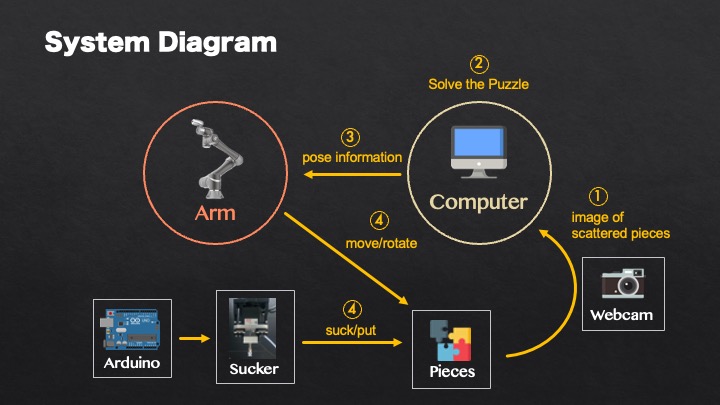 System Diagram
②
Solve the Puzzle
③
pose information
Arm
Computer
①
image of
scattered pieces
④
move/rotate
Webcam
④
suck/put
Arduino
Sucker
Pieces